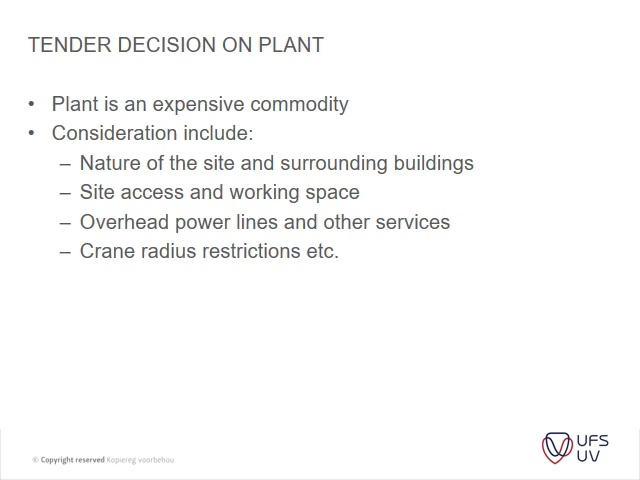 TENDER DECISION ON PLANT
• Plant is an expensive commodity
• Consideration include:
– Nature of the site and surrounding buildings
– Site access and working space
– Overhead power lines and other services
– Crane radius restrictions etc.
© Copyright reserved Kopiereg voorbehou
UFS
UV